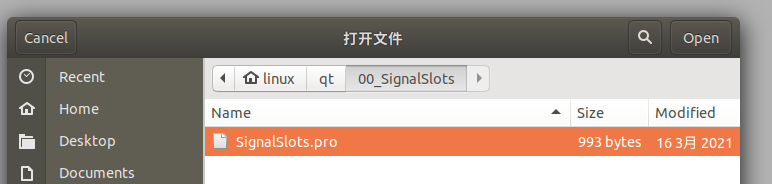 Cancel 打开文件 Open
Recent linux qt 00_SignalSlots
Home Name Size Modified
Desktop SignalSlots.pro 993 bytes 16 3月 2021
Documents